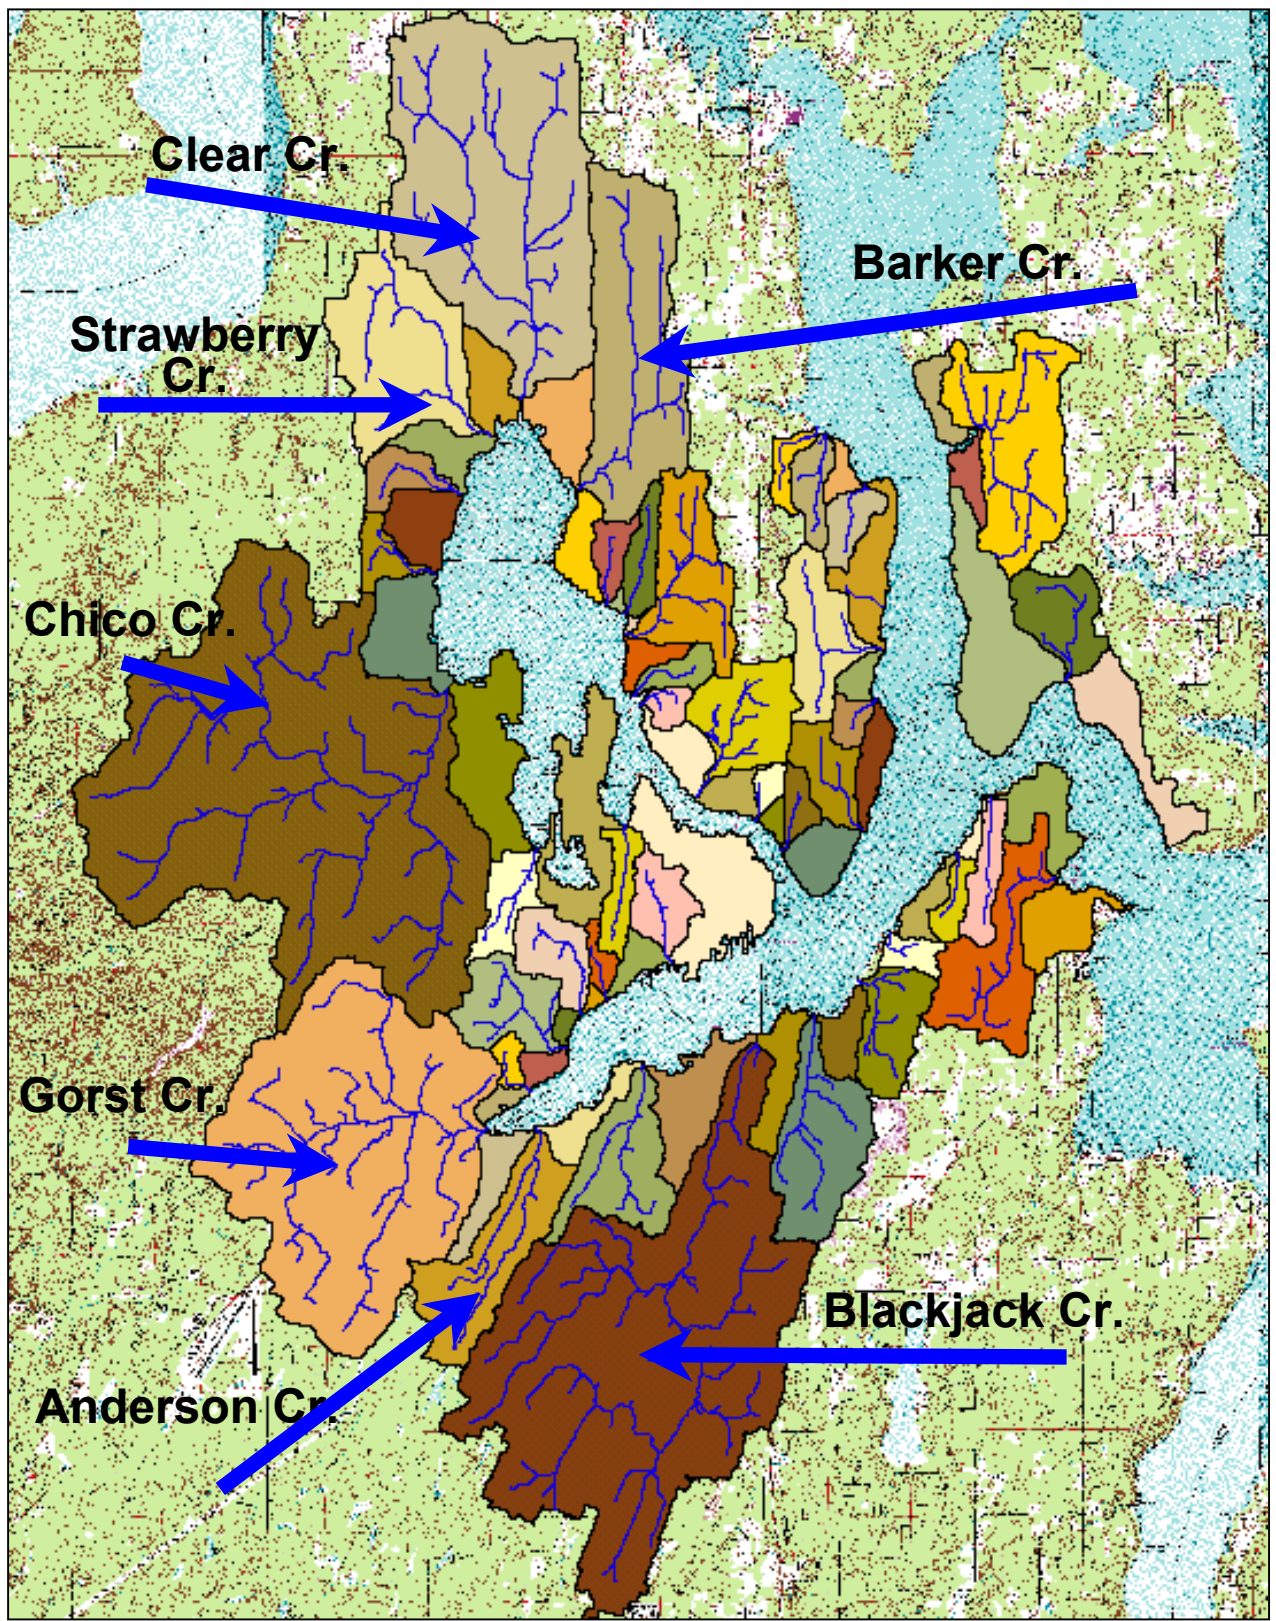 Clear Cr.
Barker Cr.
Strawberry
Cr.
Chico Cr.
Gorst Cr.
Blackjack Cr.
Anderson Cr.